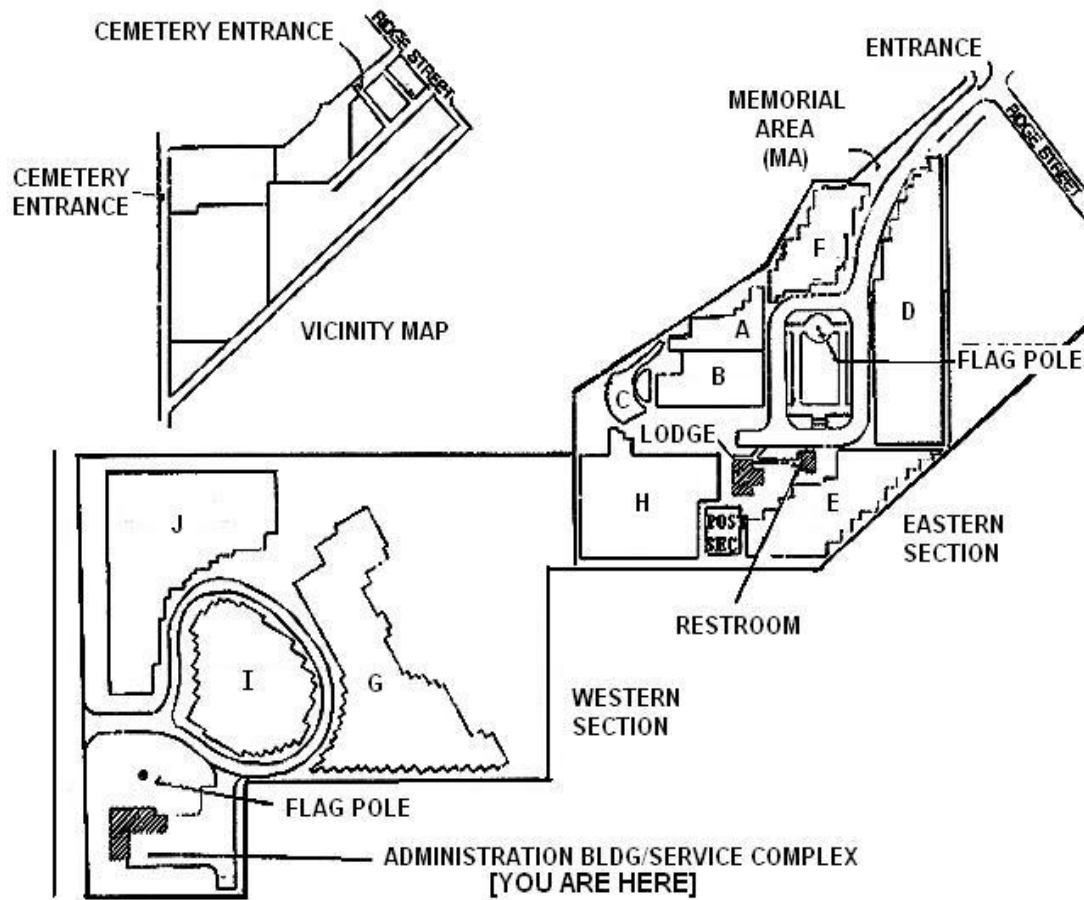 CEMETERY ENTRANCE
RIDGE STREET
CEMETERY
ENTRANCE
VICINITY MAP
ENTRANCE
MEMORIAL
AREA
(MA)
RIDGE STREET
F
A
D
B
FLAG POLE
C
LODGE
H
E
POST
SEC
EASTERN
SECTION
RESTROOM
J
I
G
WESTERN
SECTION
FLAG POLE
ADMINISTRATION BLDG/SERVICE COMPLEX
[YOU ARE HERE]